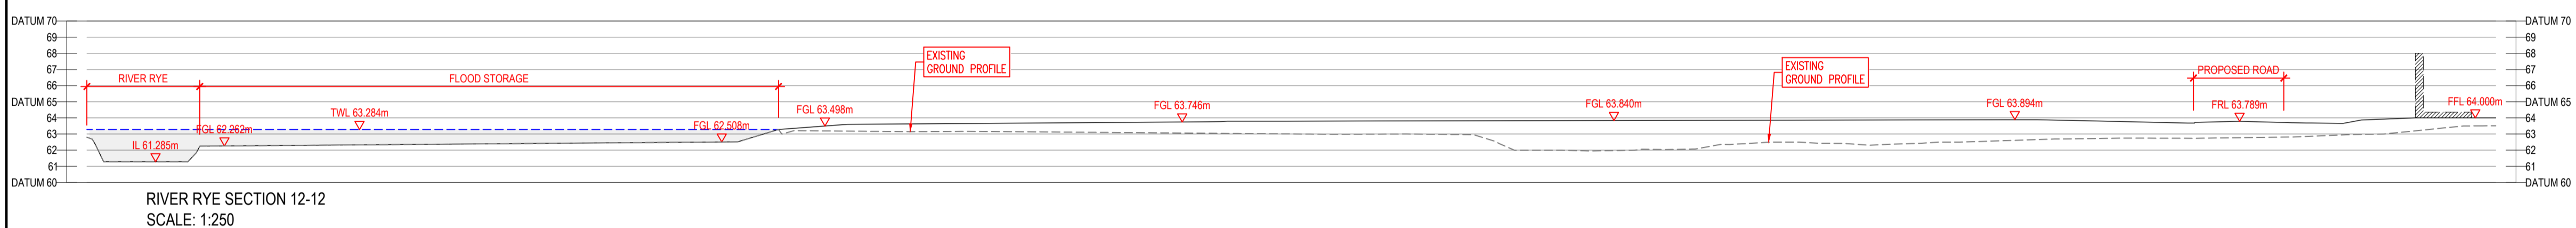 DATUM 70
69
68
67
66
DATUM 65
64
63
62
61
DATUM 60
RIVER RYE
FLOOD STORAGE
TWL 63.284m
FGL 62.262m
IL 61.285m
FGL 62.508m
FGL 63.498m
EXISTING
GROUND PROFILE
FGL 63.746m
FGL 63.840m
EXISTING
GROUND PROFILE
FGL 63.894m
PROPOSED ROAD
FRL 63.789m
FFL 64.000m
DATUM 70
69
68
67
66
DATUM 65
64
63
62
61
DATUM 60
RIVER RYE SECTION 12-12
SCALE: 1:250